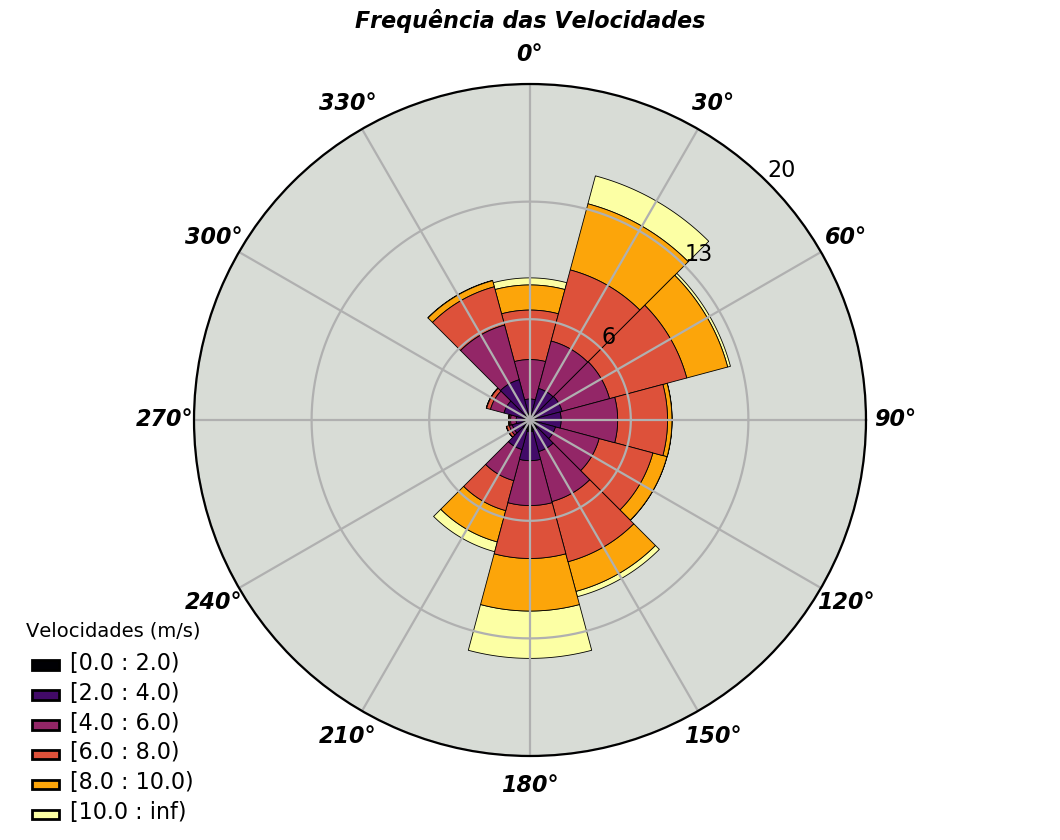 Frequência das Velocidades
0°
330°
30°
20
300°
60°
13
6
270°
90°
240°
120°
210°
150°
180°
Velocidades (m/s)
[0.0 : 2.0)
[2.0 : 4.0)
[4.0 : 6.0)
[6.0 : 8.0)
[8.0 : 10.0)
[10.0 : inf)